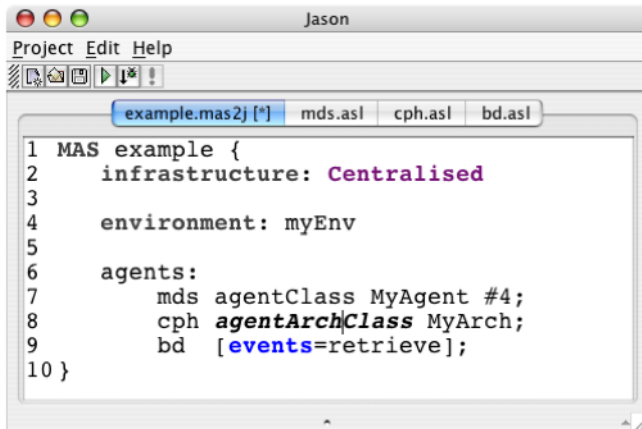 Jason
Project Edit Help
example.mas2j [*] mds.asl cph.asl bd.asl
1 MAS example {
2 infrastructure: Centralised
3
4 environment: myEnv
5
6 agents:
7 mds agentClass MyAgent #4;
8 cph agentArchClass MyArch;
9 bd [events=retrieve];
10 }